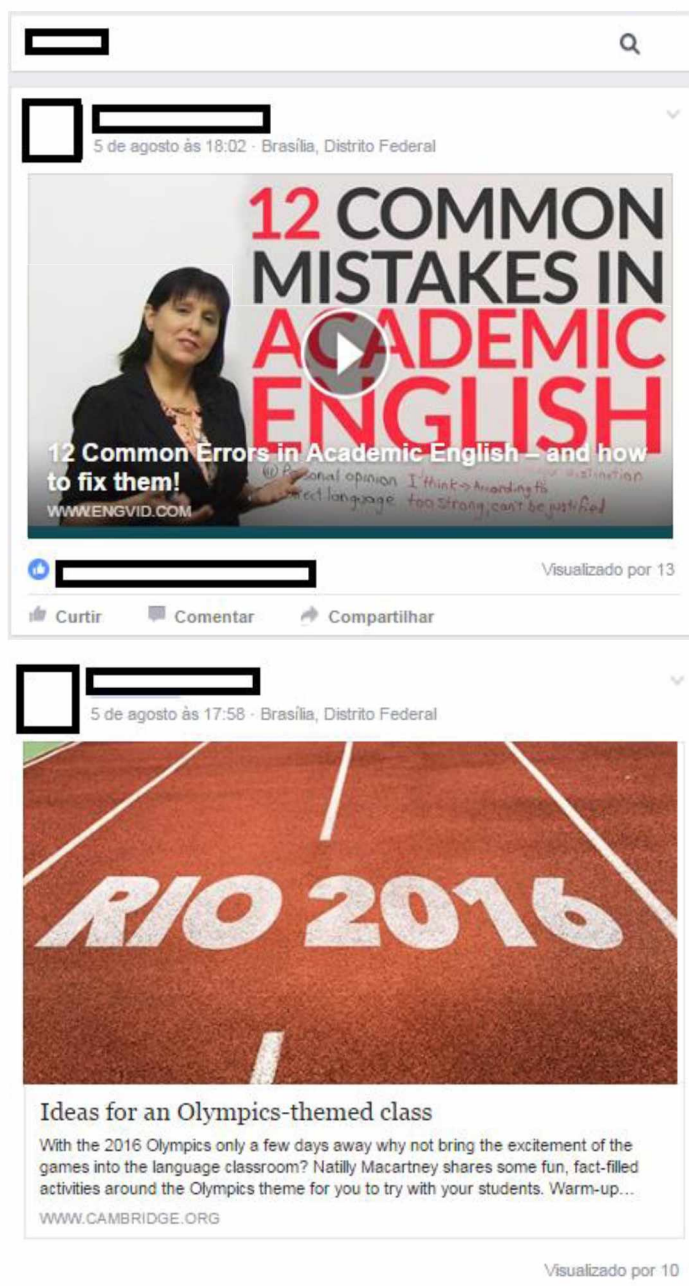 5 de agosto às 18:02 · Brasília, Distrito Federal
12 COMMON
MISTAKES IN
ACADEMIC
ENGLISH
12 Common Errors in Academic English – and how
to fix them!
WWW.ENGVID.COM
opinion I think → According to
language too strong, can't be justified
Visualizado por 13
Curtir Comentar Compartilhar
5 de agosto às 17:58 · Brasília, Distrito Federal
RIO 2016
Ideas for an Olympics-themed class
With the 2016 Olympics only a few days away why not bring the excitement of the
games into the language classroom? Natilly Macartney shares some fun, fact-filled
activities around the Olympics theme for you to try with your students. Warm-up...
WWW.CAMBRIDGE.ORG
Visualizado por 10